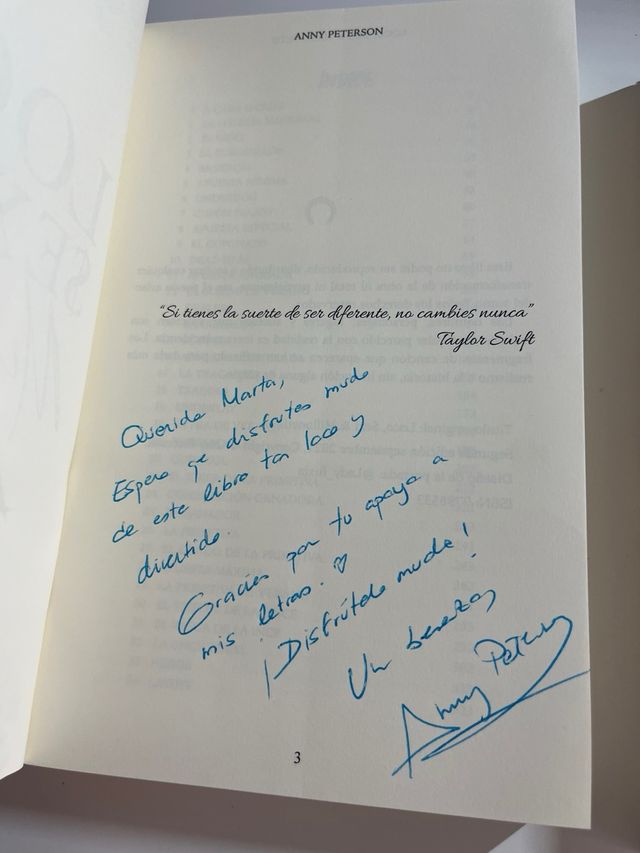 ANNY PETERSON
“Si tienes la suerte de ser diferente, no cambies nunca”
Taylor Swift
Querida Marta,
Espero qe disfrutes mucho
de este libro tan loco y
divertido.
Gracias por tu apoyo a
mis letras. ♡
¡Disfrútalo mucho!
Un besazo,
Anny Peterson
3